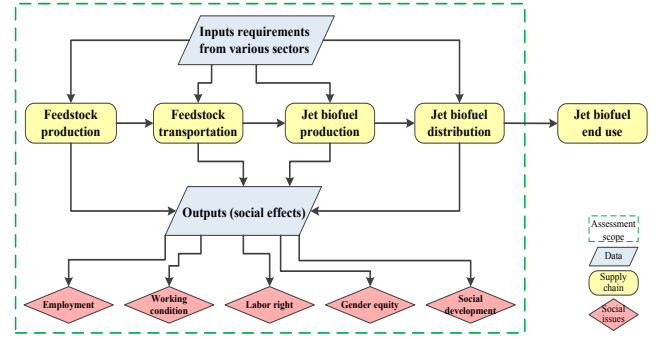 Inputs requirements
from various sectors
Feedstock
production
Feedstock
transportation
Jet biofuel
production
Jet biofuel
distribution
Jet biofuel
end use
Outputs (social effects)
Employment
Working
condition
Labor right
Gender equity
Social
development
Assessment
scope
Data
Supply
chain
Social
issues